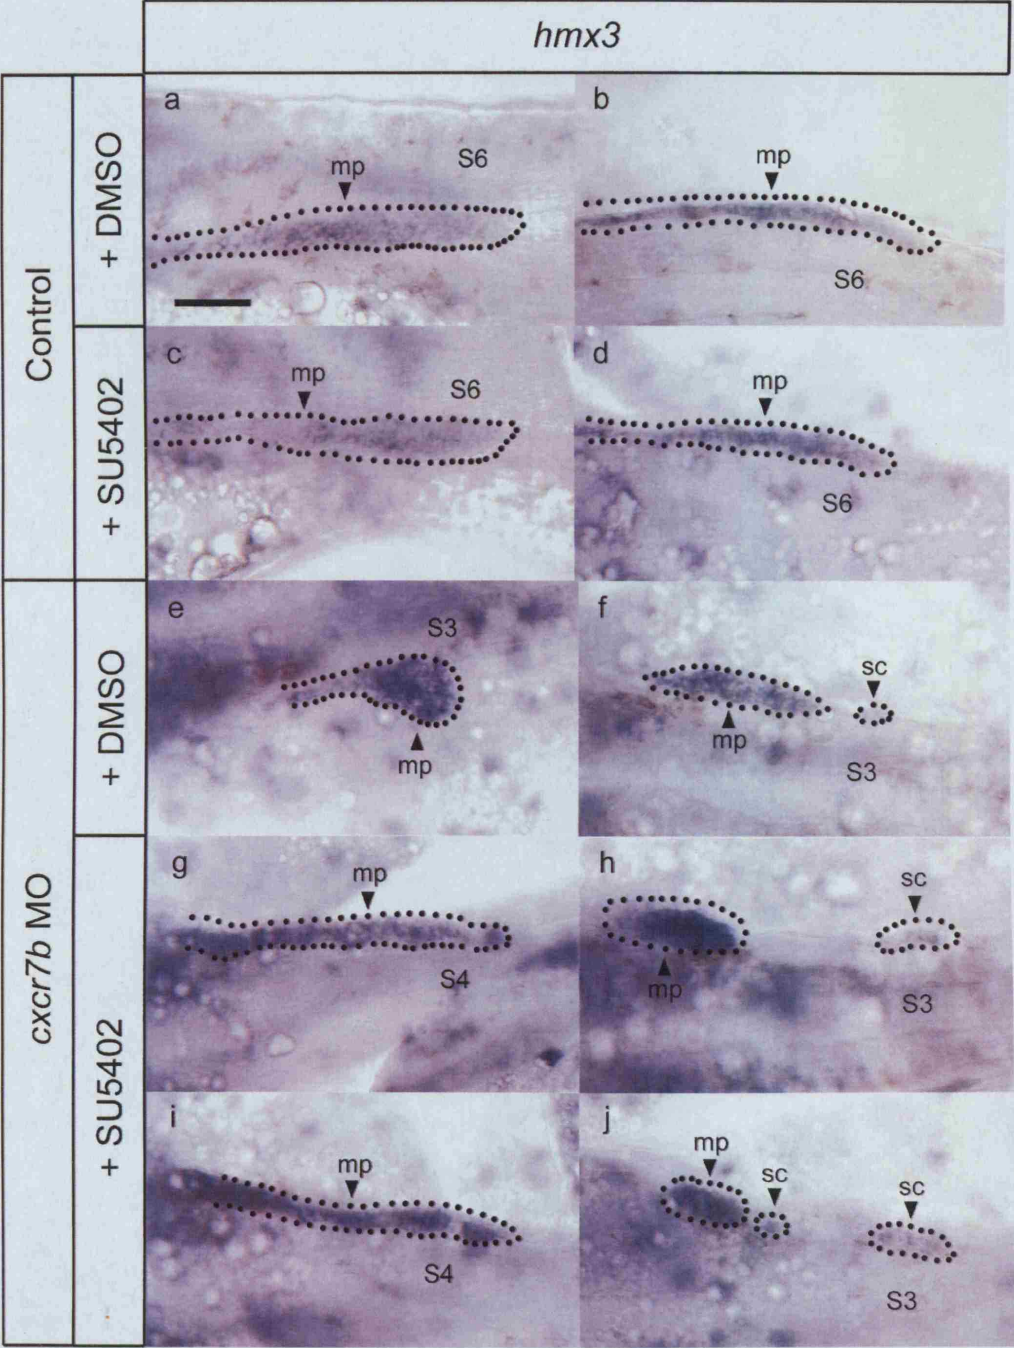 hmx3
Control
+ DMSO
a
mp
S6
b
mp
S6
+ SU5402
c
mp
S6
d
mp
S6
cxcr7b MO
+ DMSO
e
S3
mp
f
sc
mp
S3
+ SU5402
g
mp
S4
h
sc
mp
S3
i
mp
S4
j
mp
sc
sc
S3